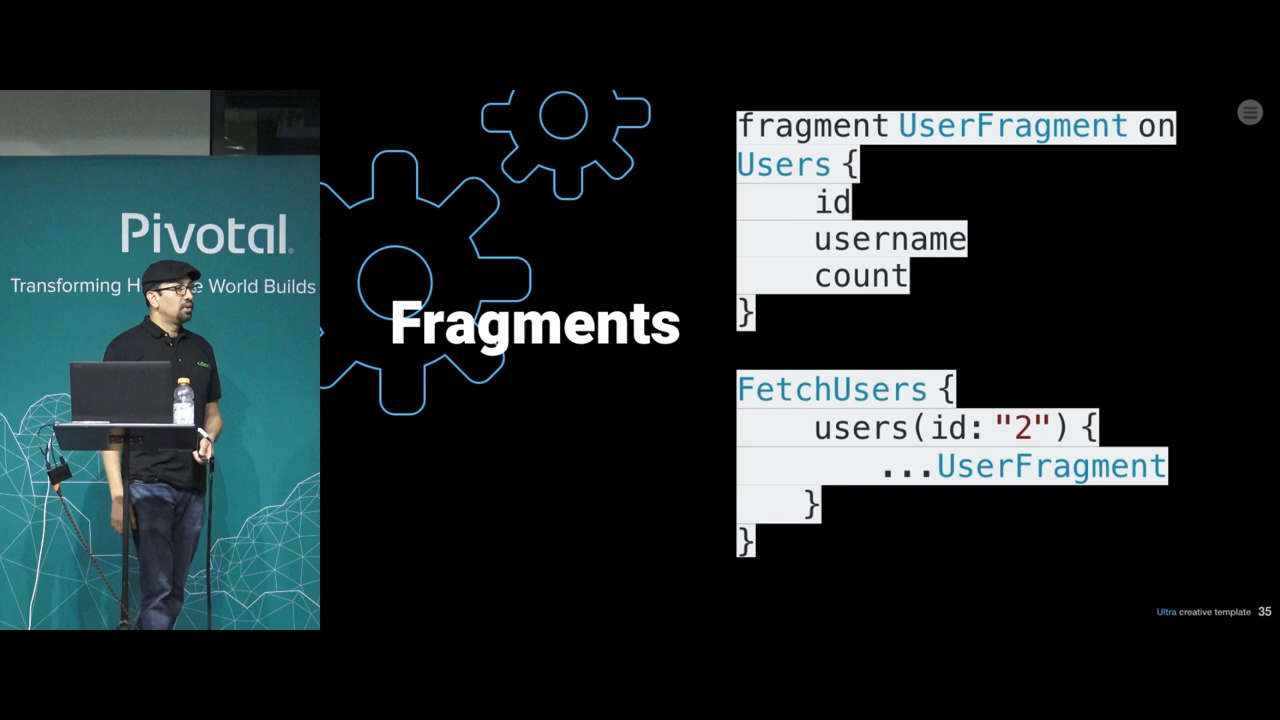 Pivotal
Transforming H e World Builds
Fragments
fragment UserFragment on
Users {
id
username
count
}
FetchUsers {
users(id: "2") {
...UserFragment
}
}
Ultra creative template 35